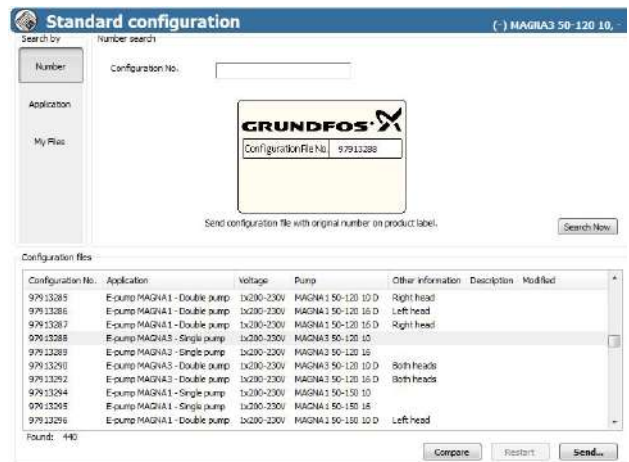 Standard configuration
(-) MAGNA3 50-120 10, -
Search by
Number search
Number
Configuration No.
Application
My Files
GRUNDFOS
Configuration File No. 97913288
Send configuration file with original number on product label.
Search Now
Configuration files
Configuration No. Application Voltage Pump Other information Description Modified
97913285 E-pump MAGNA1 - Double pump 1x200-230V MAGNA1 50-120 10 D Right head
97913286 E-pump MAGNA1 - Double pump 1x200-230V MAGNA1 50-120 16 D Left head
97913287 E-pump MAGNA1 - Double pump 1x200-230V MAGNA1 50-120 16 D Right head
97913288 E-pump MAGNA3 - Single pump 1x200-230V MAGNA3 50-120 10
97913289 E-pump MAGNA3 - Single pump 1x200-230V MAGNA3 50-120 16
97913290 E-pump MAGNA3 - Double pump 1x200-230V MAGNA3 50-120 10 D Both heads
97913292 E-pump MAGNA3 - Double pump 1x200-230V MAGNA3 50-120 16 D Both heads
97913294 E-pump MAGNA1 - Single pump 1x200-230V MAGNA1 50-150 10
97913295 E-pump MAGNA1 - Single pump 1x200-230V MAGNA1 50-150 16
97913296 E-pump MAGNA1 - Double pump 1x200-230V MAGNA1 50-150 10 D Left head
Found: 440
Compare
Restart
Send...